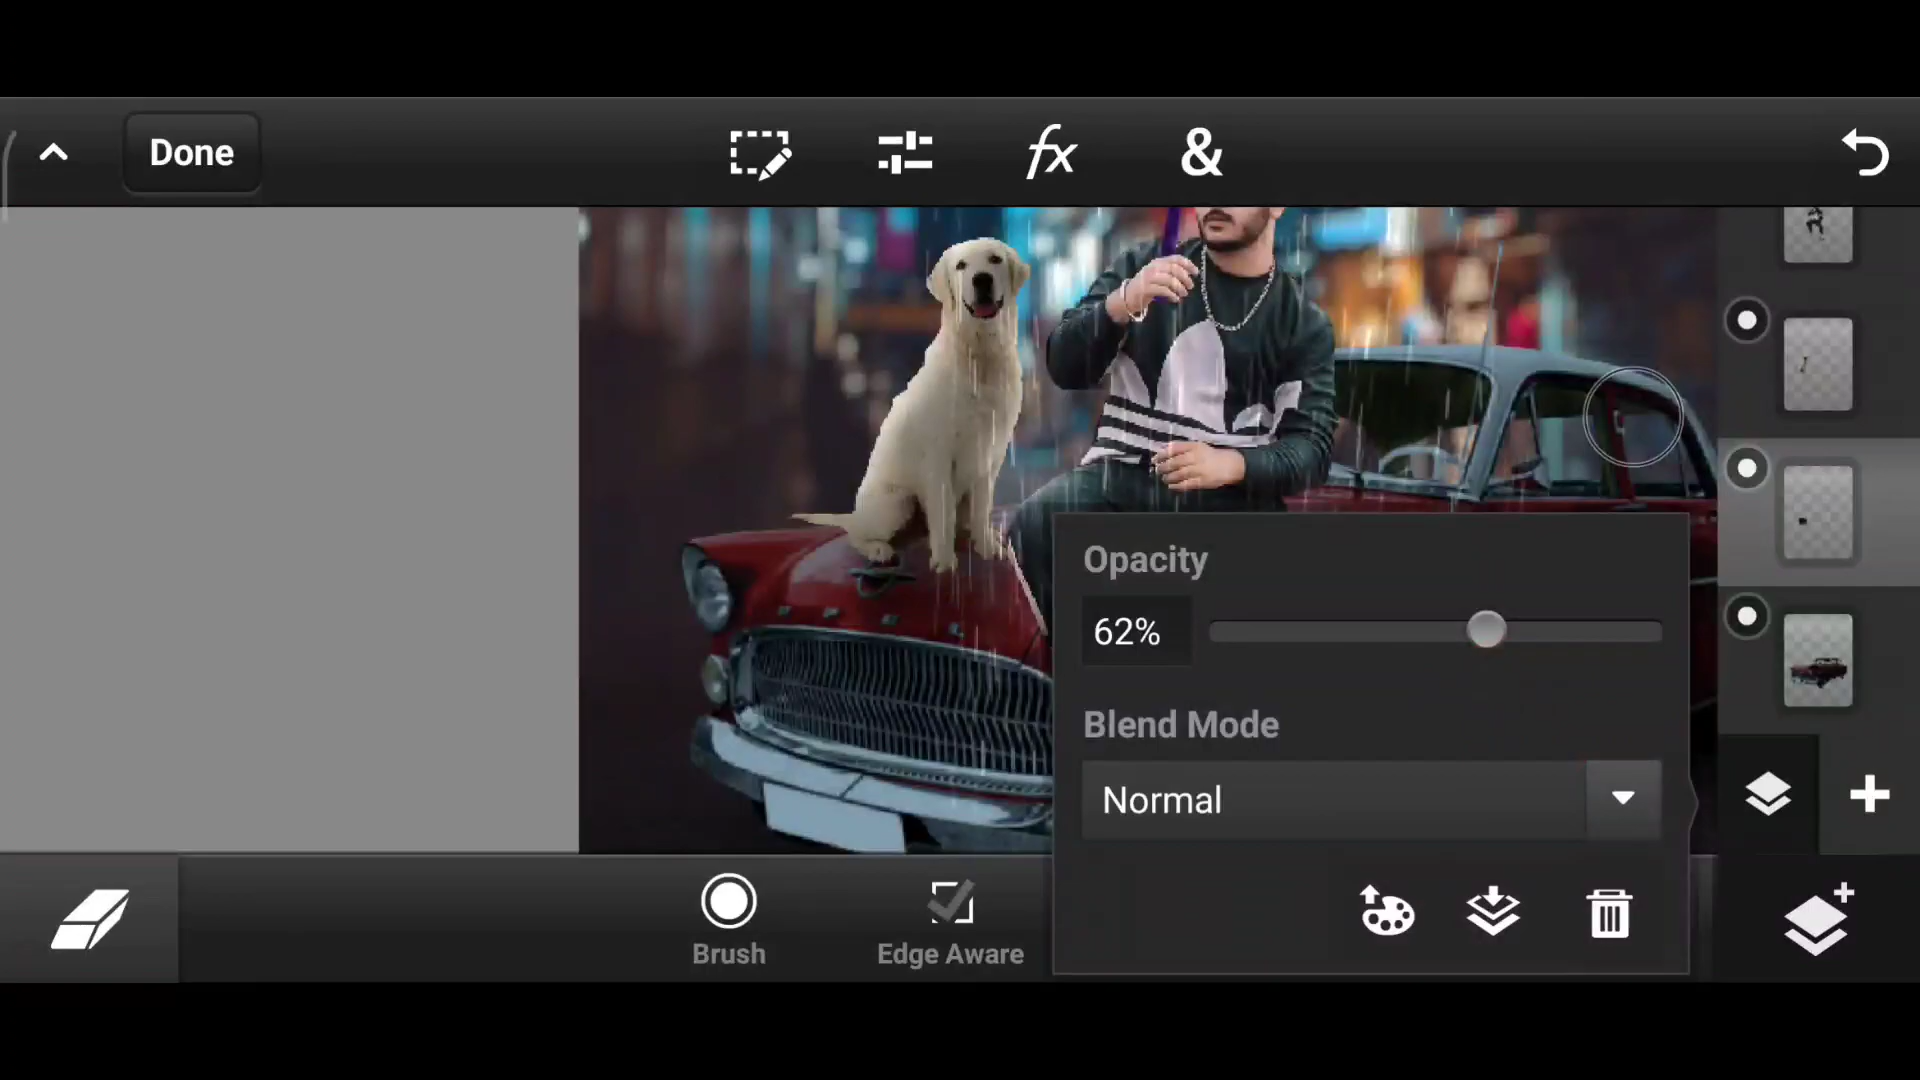 Done
fx
&
Opacity
62%
Blend Mode
Normal
Brush
Edge Aware